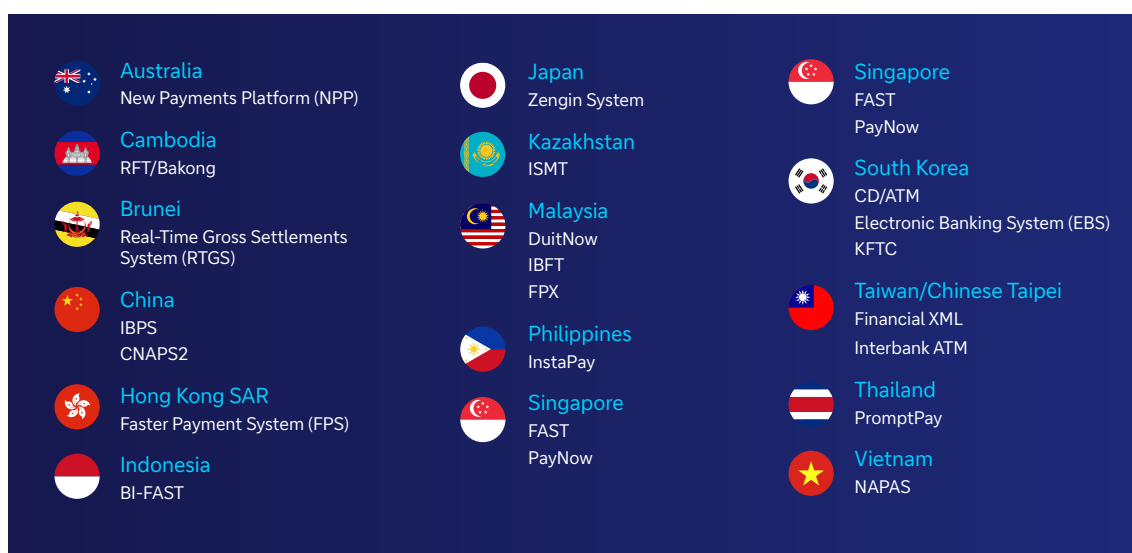 Australia
New Payments Platform (NPP)
Cambodia
RFT/Bakong
Brunei
Real-Time Gross Settlements
System (RTGS)
China
IBPS
CNAPS2
Hong Kong SAR
Faster Payment System (FPS)
Indonesia
BI-FAST
Japan
Zengin System
Kazakhstan
ISMT
Malaysia
DuitNow
IBFT
FPX
Philippines
InstaPay
Singapore
FAST
PayNow
Singapore
FAST
PayNow
South Korea
CD/ATM
Electronic Banking System (EBS)
KFTC
Taiwan/Chinese Taipei
Financial XML
Interbank ATM
Thailand
PromptPay
Vietnam
NAPAS